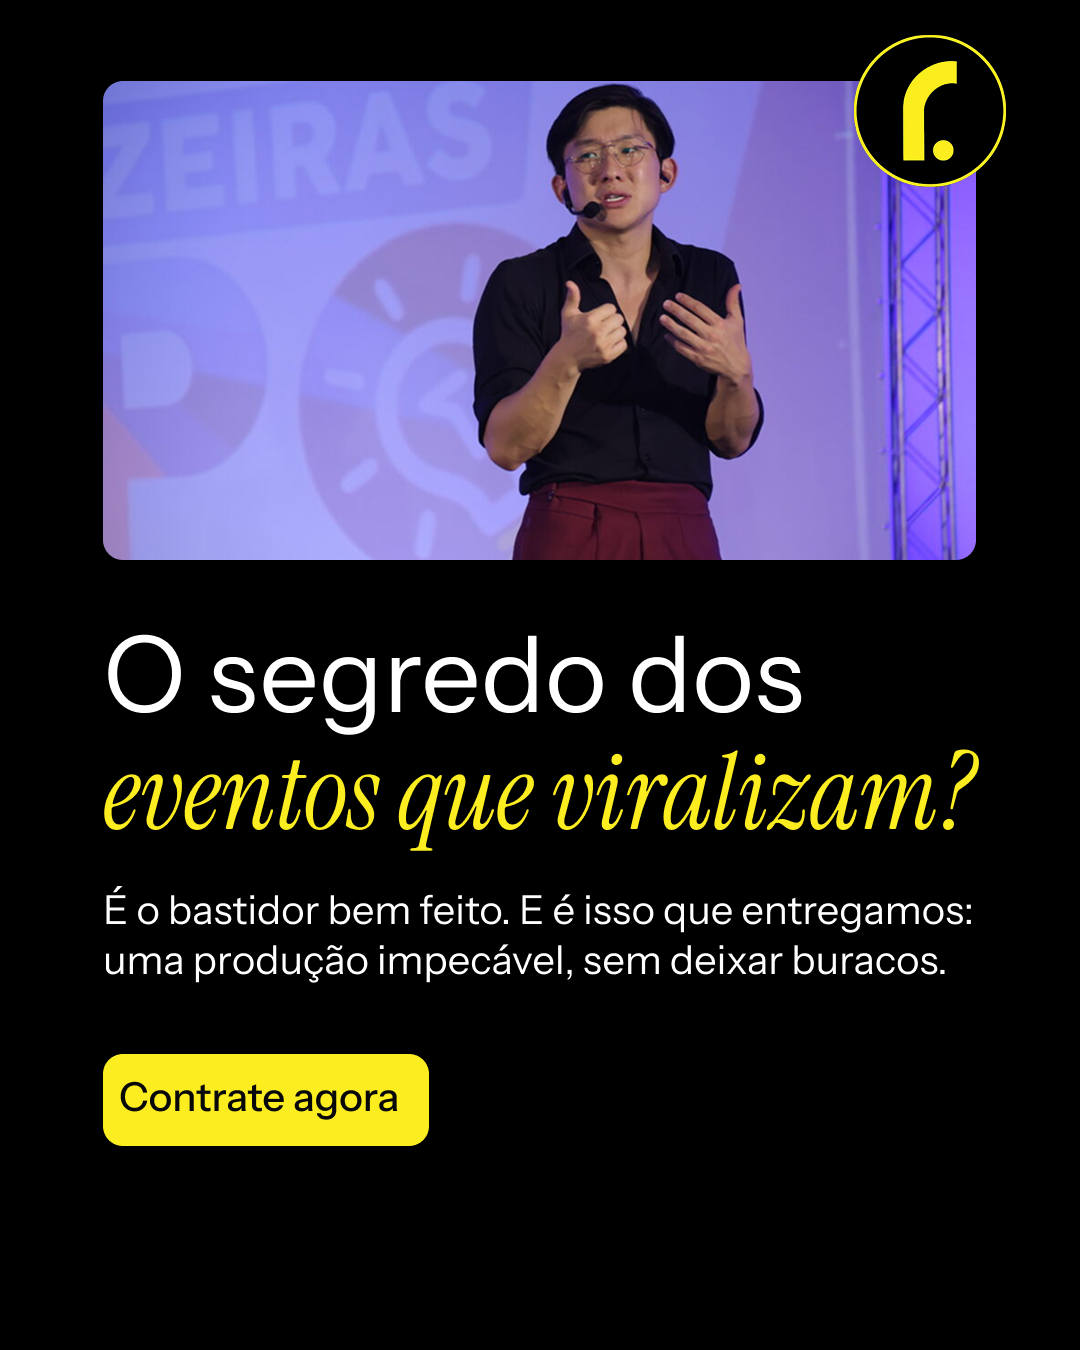 ZEIRAS
P
r.
O segredo dos
eventos que viralizam?
É o bastidor bem feito. E é isso que entregamos:
uma produção impecável, sem deixar buracos.
Contrate agora